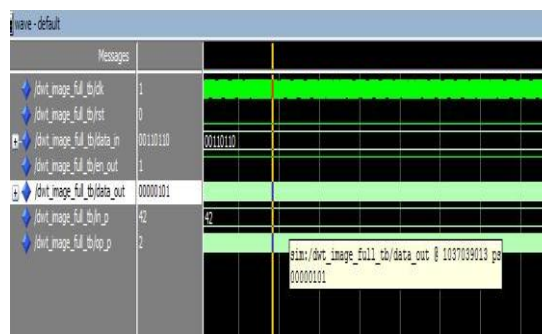 wave - default
Messages
/dwt_image_full_tb/clk 1
/dwt_image_full_tb/rst 0
/dwt_image_full_tb/data_in 00110110 00110110
/dwt_image_full_tb/en_out 1
/dwt_image_full_tb/data_out 00000101
/dwt_image_full_tb/in_p 42 42
/dwt_image_full_tb/op_p 2
sim:/dwt_image_full_tb/data_out @ 1037039013 ps
00000101